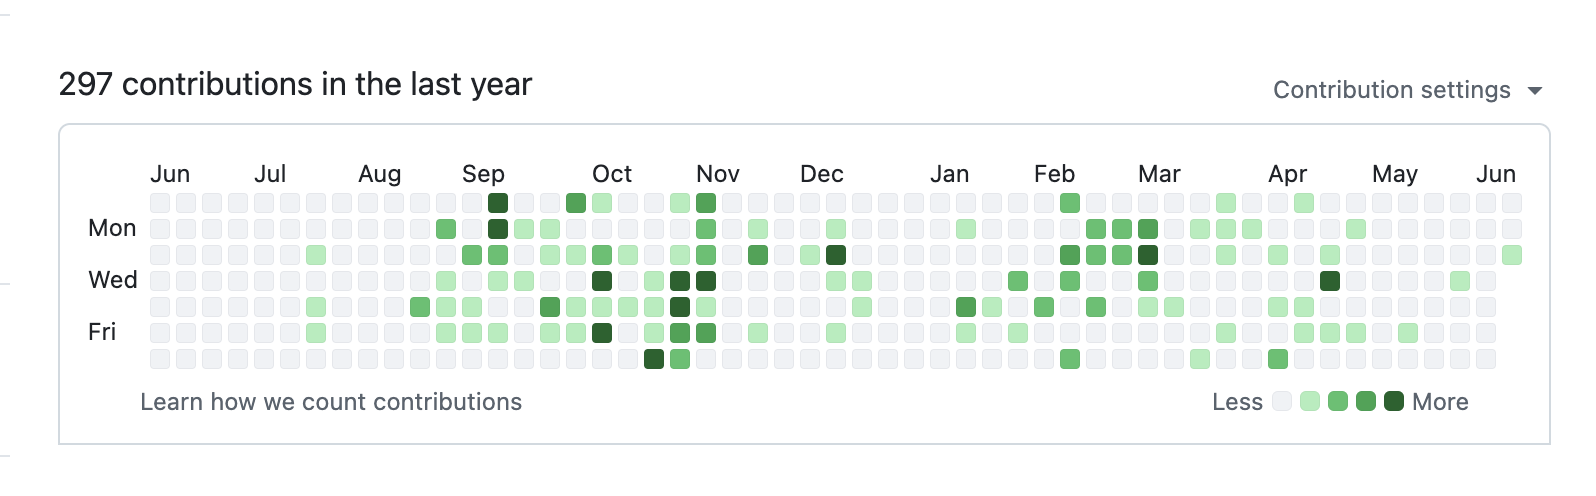 297 contributions in the last year
Contribution settings
Jun Jul Aug Sep Oct Nov Dec Jan Feb Mar Apr May Jun
Mon
Wed
Fri
Learn how we count contributions
Less More